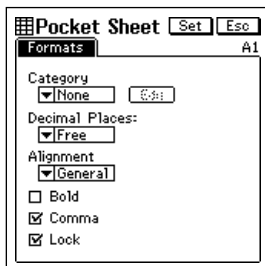 Pocket Sheet Set Esc
Formats A1
Category
None
Decimal Places:
Free
Alignment
General
Bold
Comma
Lock